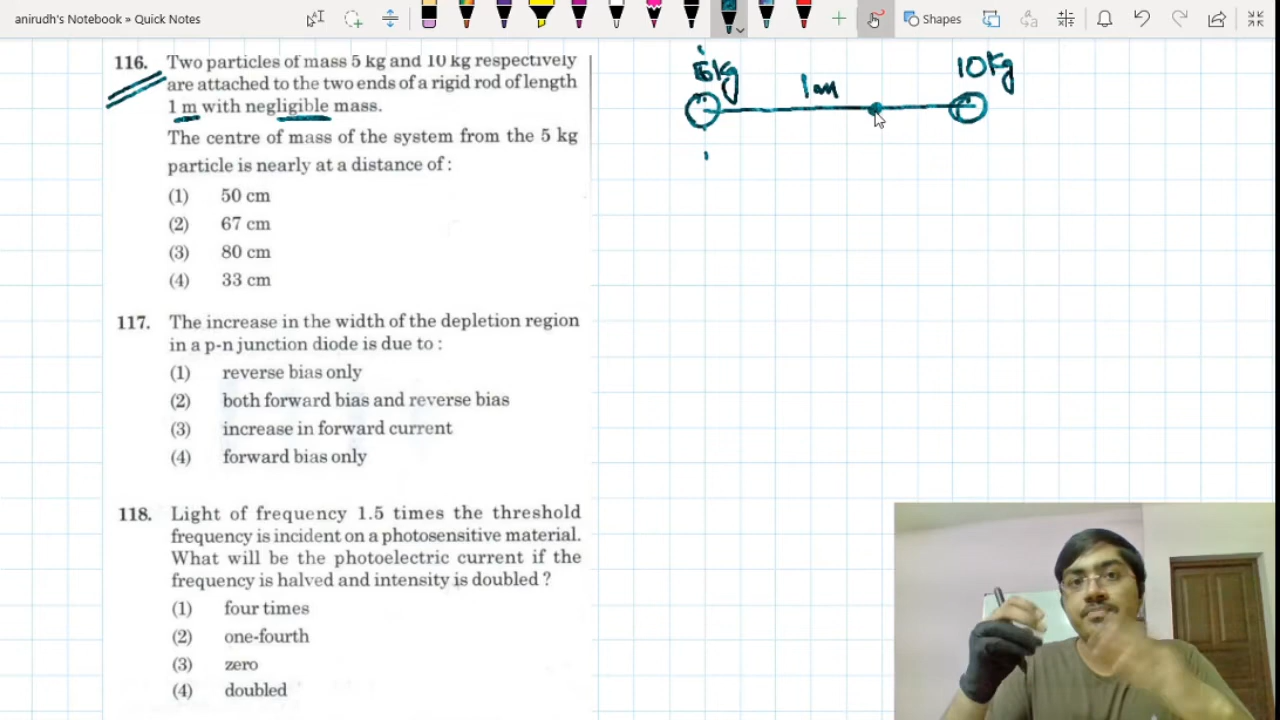 anirudh's Notebook » Quick Notes
Shapes
116. Two particles of mass 5 kg and 10 kg respectively
are attached to the two ends of a rigid rod of length
1 m with negligible mass.
The centre of mass of the system from the 5 kg
particle is nearly at a distance of :
(1) 50 cm
(2) 67 cm
(3) 80 cm
(4) 33 cm
117. The increase in the width of the depletion region
in a p-n junction diode is due to :
(1) reverse bias only
(2) both forward bias and reverse bias
(3) increase in forward current
(4) forward bias only
118. Light of frequency 1.5 times the threshold
frequency is incident on a photosensitive material.
What will be the photoelectric current if the
frequency is halved and intensity is doubled ?
(1) four times
(2) one-fourth
(3) zero
(4) doubled
5kg
1m
10kg